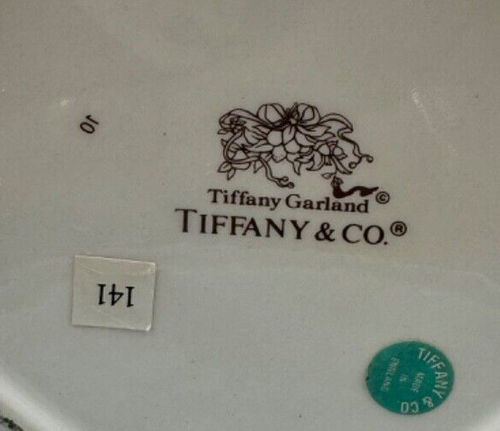 10
Tiffany Garland ©
TIFFANY & CO.®
141
TIFFANY & CO
MADE
IN
ENGLAND